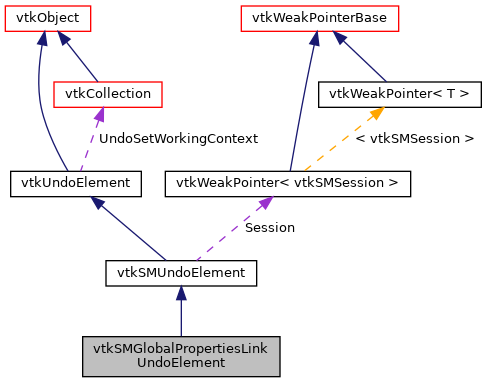 vtkObject
vtkWeakPointerBase
vtkCollection
vtkWeakPointer< T >
UndoSetWorkingContext
< vtkSMSession >
vtkUndoElement
vtkWeakPointer< vtkSMSession >
Session
vtkSMUndoElement
vtkSMGlobalPropertiesLink
UndoElement